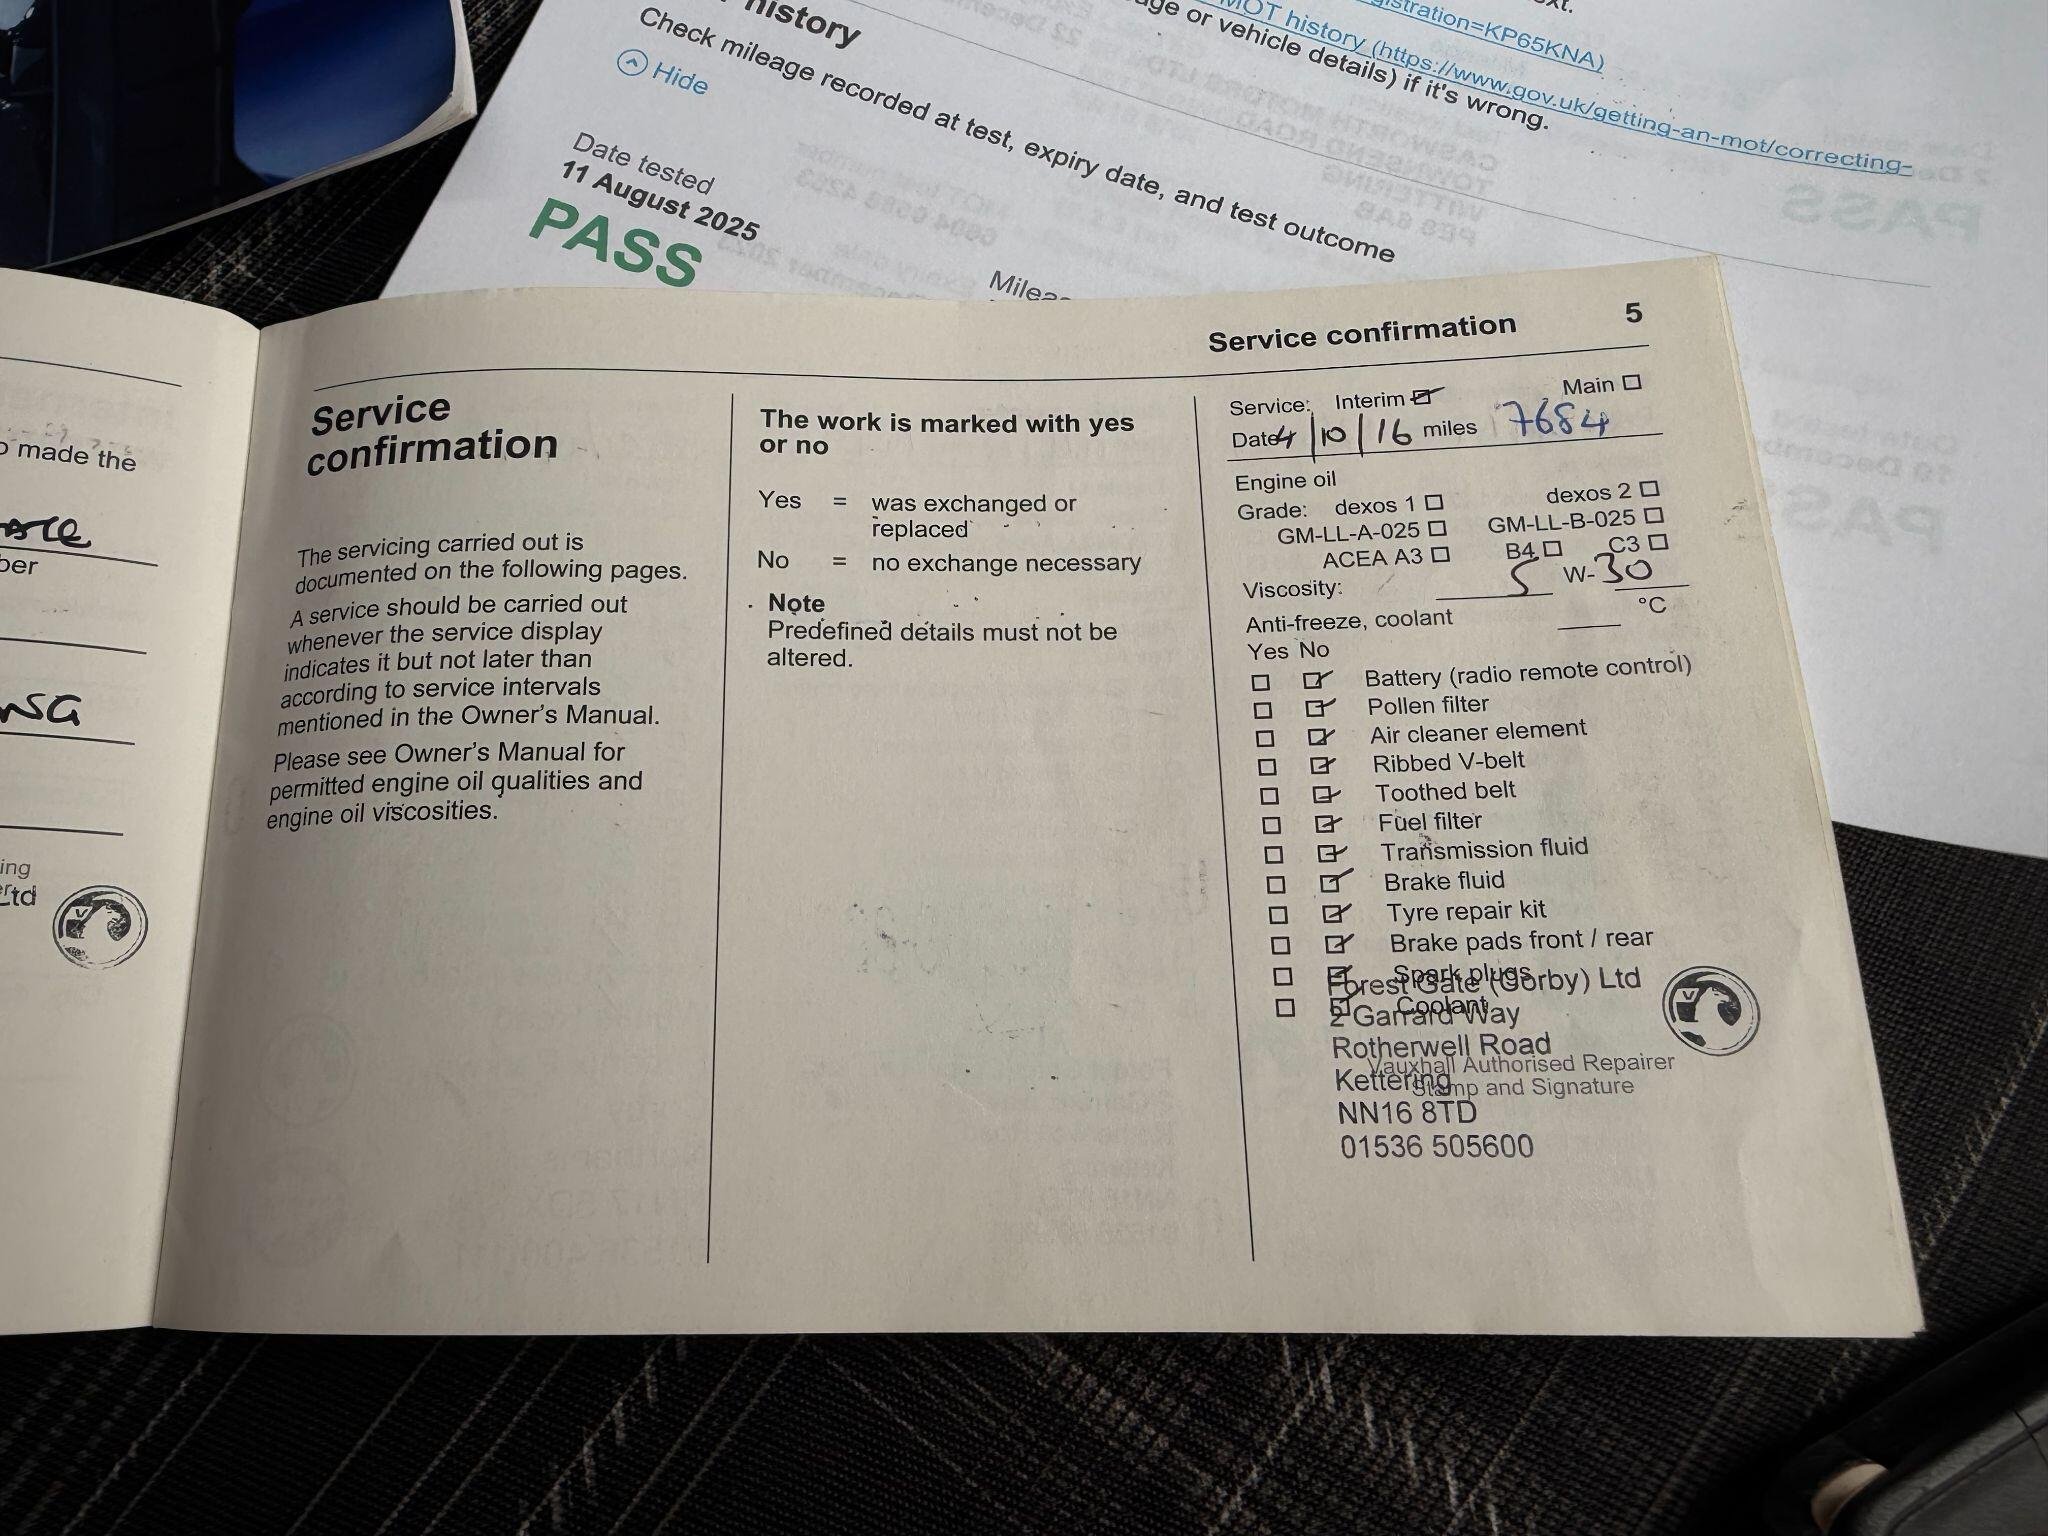 history
Check mileage recorded at test, expiry date, and test outcome
Hide
Date tested
11 August 2025
PASS
gistration=KP65KNA)
MOT history (https://www.gov.uk/getting-an-mot/correcting-
or vehicle details) if it's wrong.
made the
Ltd
Service confirmation 5
Service
confirmation
The servicing carried out is
documented on the following pages.
A service should be carried out
whenever the service display
indicates it but not later than
according to service intervals
mentioned in the Owner's Manual.
Please see Owner's Manual for
permitted engine oil qualities and
engine oil viscosities.
The work is marked with yes
or no
Yes = was exchanged or
replaced
No = no exchange necessary
Note
Predefined details must not be
altered.
Service: Interim Main
Date 4/10/16 miles 7684
Engine oil
Grade: dexos 1 dexos 2
GM-LL-A-025 GM-LL-B-025
ACEA A3 B4 C3
Viscosity: 5 W-30
Anti-freeze, coolant °C
Yes No
Battery (radio remote control)
Pollen filter
Air cleaner element
Ribbed V-belt
Toothed belt
Fuel filter
Transmission fluid
Brake fluid
Tyre repair kit
Brake pads front / rear
Spark plugs
Coolant
Forest Gate (Corby) Ltd
2 Garrard Way
Rotherwell Road
Kettering
NN16 8TD
01536 505600
Vauxhall Authorised Repairer
Stamp and Signature